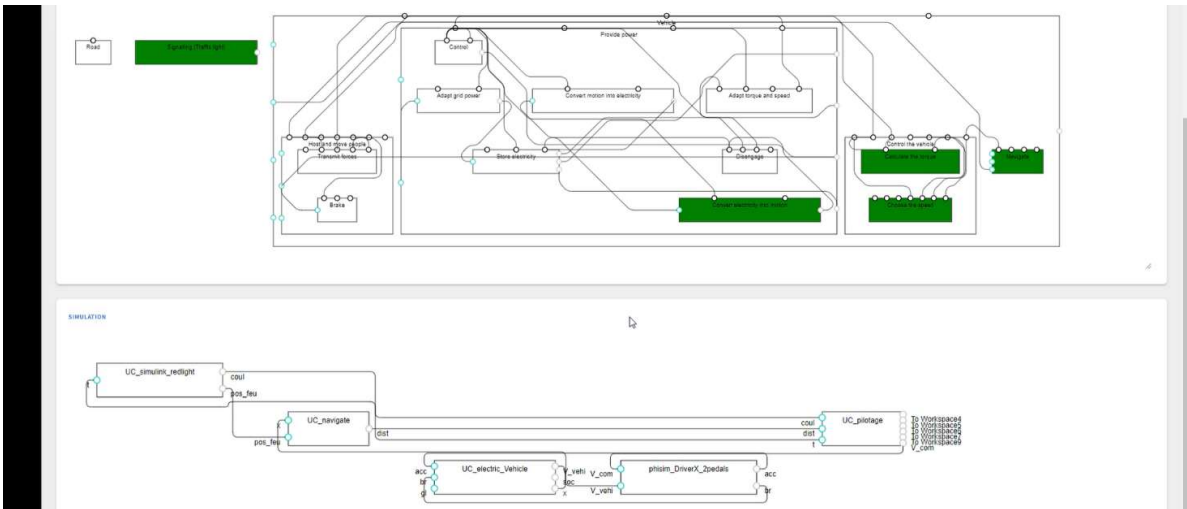 Vehicle
Provide power
Road
Signalling (Traffic light)
Control
Adapt grid power
Convert motion into electricity
Adapt torque and speed
Host and move people
Transmit forces
Store electricity
Disengage
Control the vehicle
Calculate the torque
Navigate
Brake
Convert electricity into motion
Choose the speed
SIMULATION
UC_simulink_redlight
coul
t
pos_feu
UC_navigate
x
dist
pos_feu
UC_pilotage
coul
dist
t
To Workspace4
To Workspace5
To Workspace6
To Workspace7
To Workspace9
V_com
UC_electric_Vehicle
acc
br
gl
V_vehi
soc
x
phisim_DriverX_2pedals
V_com
V_vehi
acc
br